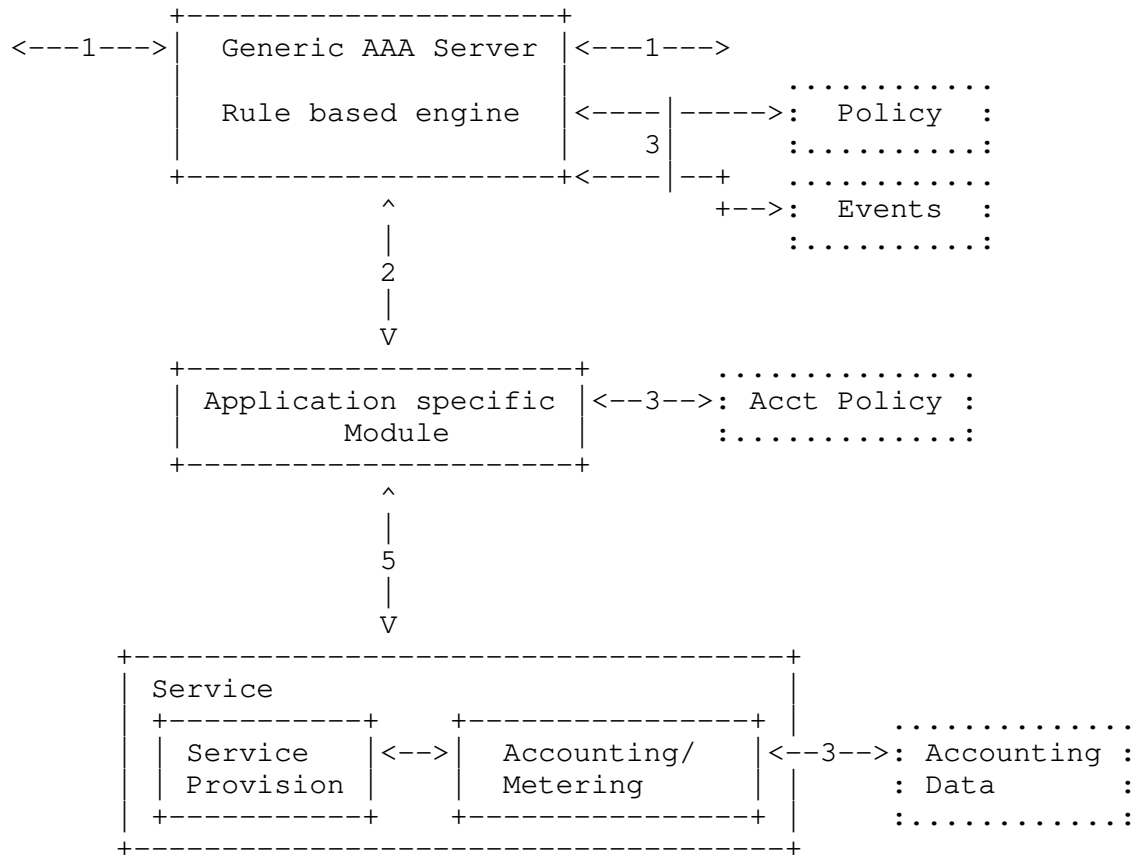 <---1---> Generic AAA Server <---1--->
Rule based engine <----|-----> Policy
3
<----|--+
+--> Events
2
Application specific <--3--> Acct Policy
Module
5
Service
Service <--> Accounting/ <--3--> Accounting
Provision Metering Data